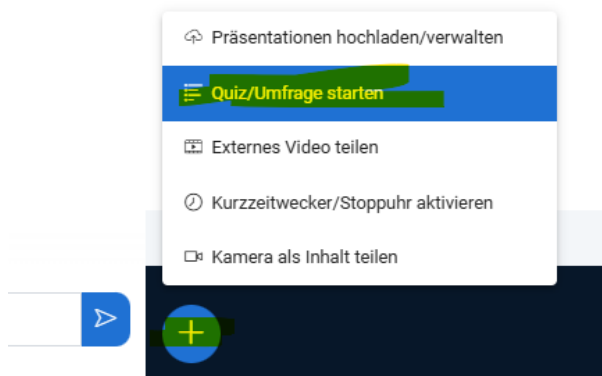 Präsentationen hochladen/verwalten
Quiz/Umfrage starten
Externes Video teilen
Kurzzeitwecker/Stoppuhr aktivieren
Kamera als Inhalt teilen